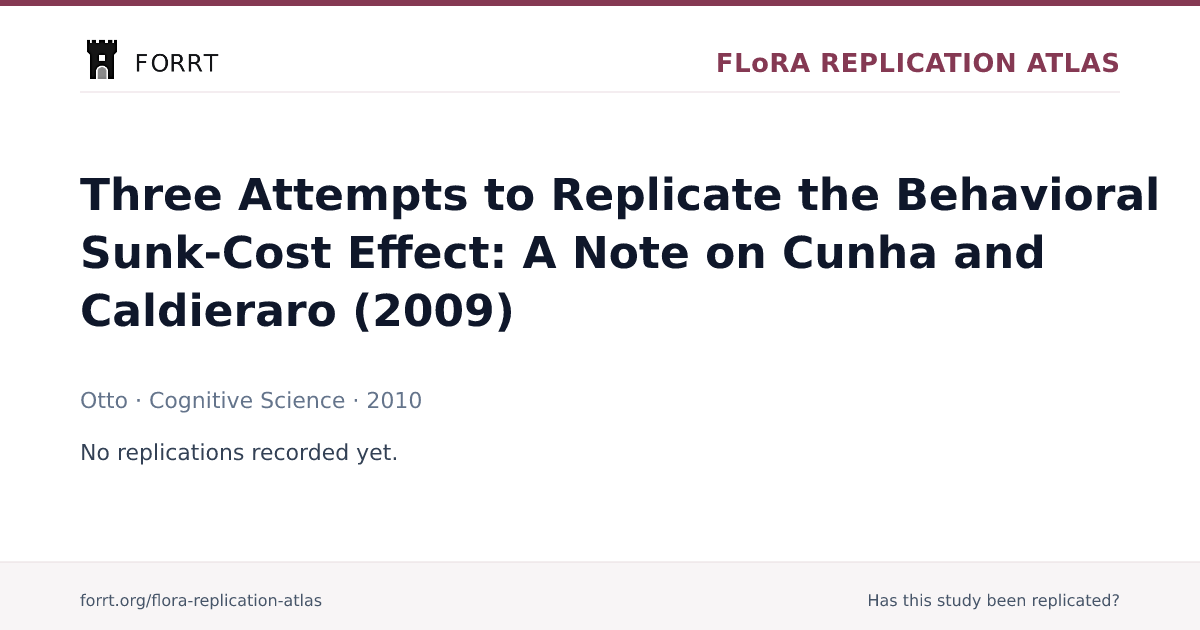 FORRT
FLoRA REPLICATION ATLAS
Three Attempts to Replicate the Behavioral
Sunk-Cost Effect: A Note on Cunha and
Caldieraro (2009)
Otto · Cognitive Science · 2010
No replications recorded yet.
forrt.org/flora-replication-atlas
Has this study been replicated?